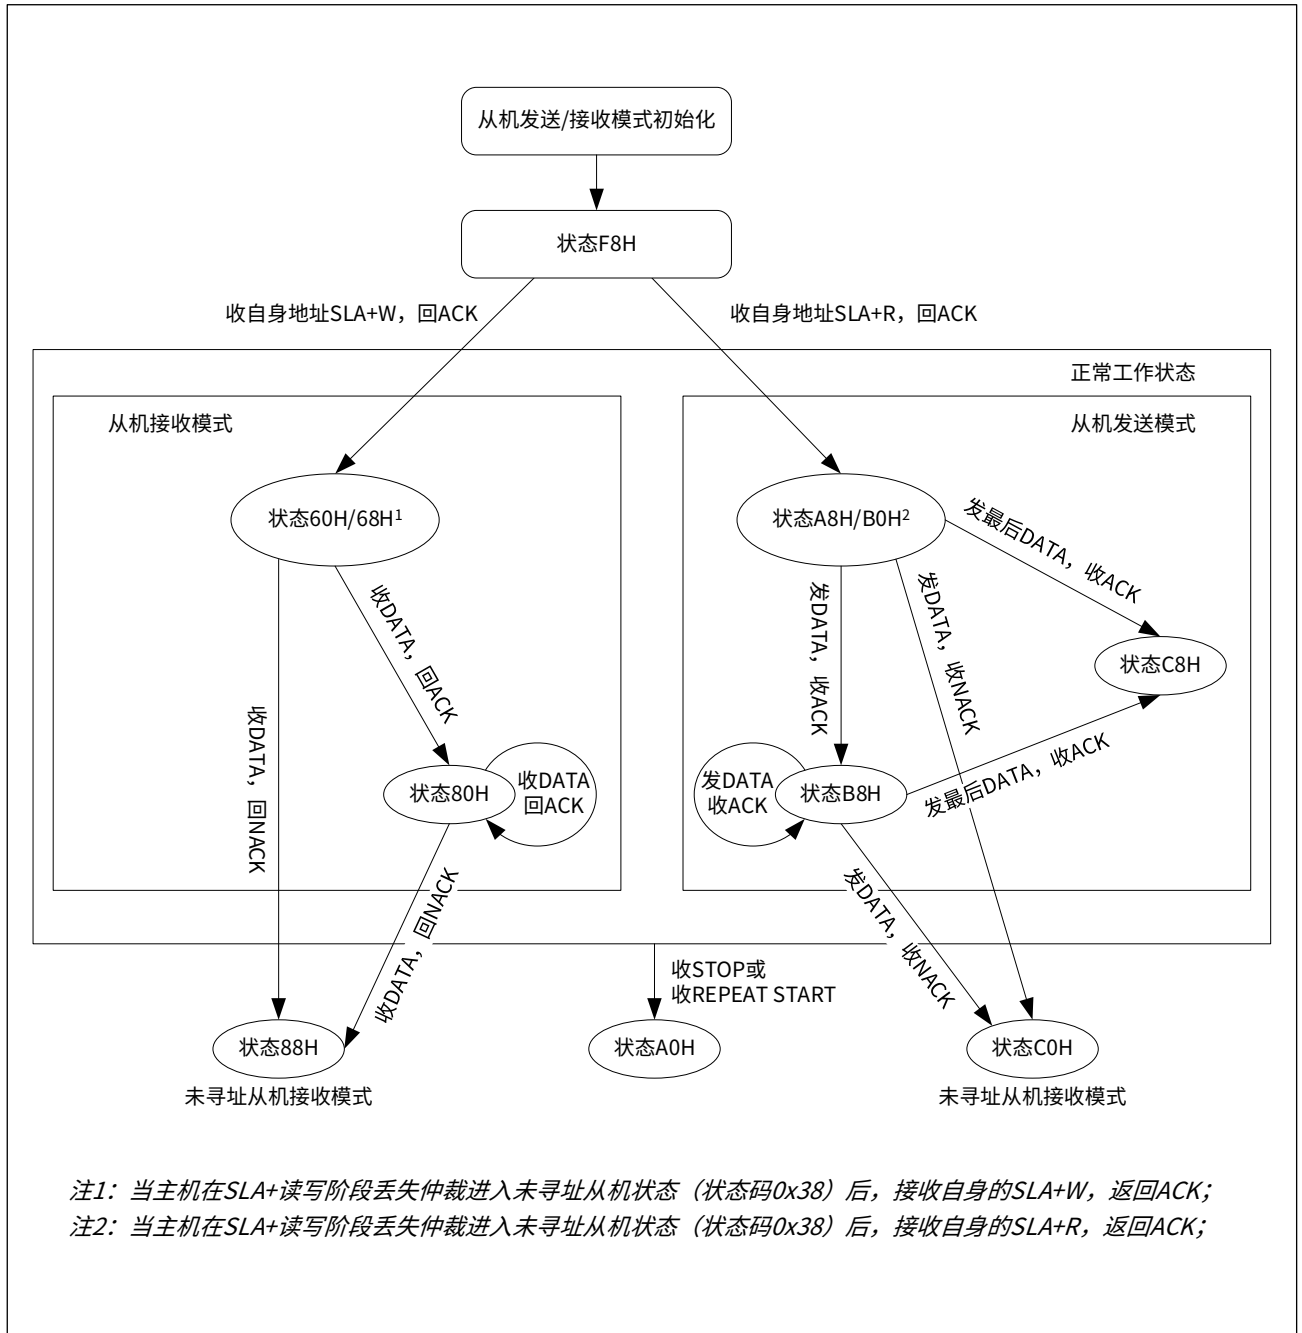 从机发送/接收模式初始化
状态F8H
收自身地址SLA+W，回ACK
收自身地址SLA+R，回ACK
正常工作状态
从机接收模式
从机发送模式
状态60H/68H1
状态A8H/B0H2
发最后DATA，收ACK
收DATA，回ACK
发DATA，收ACK
发DATA，收NACK
状态C8H
收DATA，回NACK
状态80H
收DATA
回ACK
发DATA
收ACK
状态B8H
发最后DATA，收ACK
收DATA，回NACK
发DATA，收NACK
收STOP或
收REPEAT START
状态88H
状态A0H
状态C0H
未寻址从机接收模式
未寻址从机接收模式
注1：当主机在SLA+读写阶段丢失仲裁进入未寻址从机状态（状态码0x38）后，接收自身的SLA+W，返回ACK；
注2：当主机在SLA+读写阶段丢失仲裁进入未寻址从机状态（状态码0x38）后，接收自身的SLA+R，返回ACK；